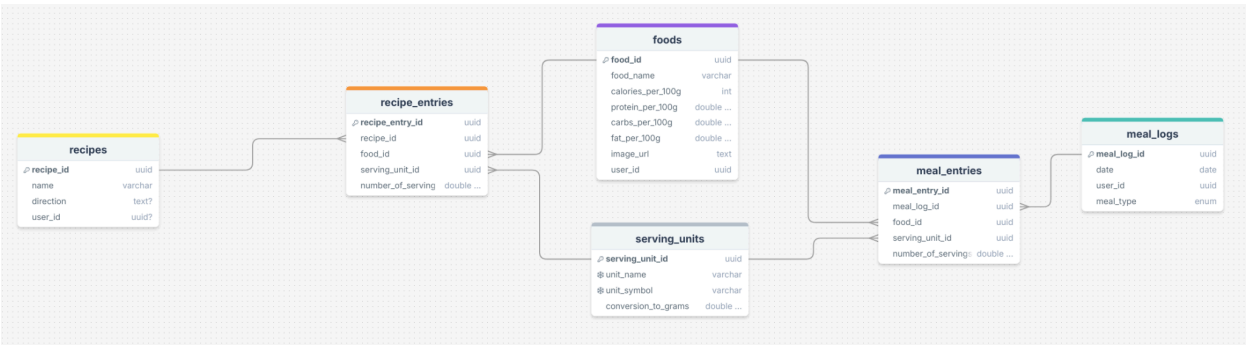 recipes
recipe_id uuid
name varchar
direction text?
user_id uuid?
recipe_entries
recipe_entry_id uuid
recipe_id uuid
food_id uuid
serving_unit_id uuid
number_of_serving double ...
foods
food_id uuid
food_name varchar
calories_per_100g int
protein_per_100g double ...
carbs_per_100g double ...
fat_per_100g double ...
image_url text
user_id uuid
serving_units
serving_unit_id uuid
unit_name varchar
unit_symbol varchar
conversion_to_grams double ...
meal_entries
meal_entry_id uuid
meal_log_id uuid
food_id uuid
serving_unit_id uuid
number_of_servings double ...
meal_logs
meal_log_id uuid
date date
user_id uuid
meal_type enum